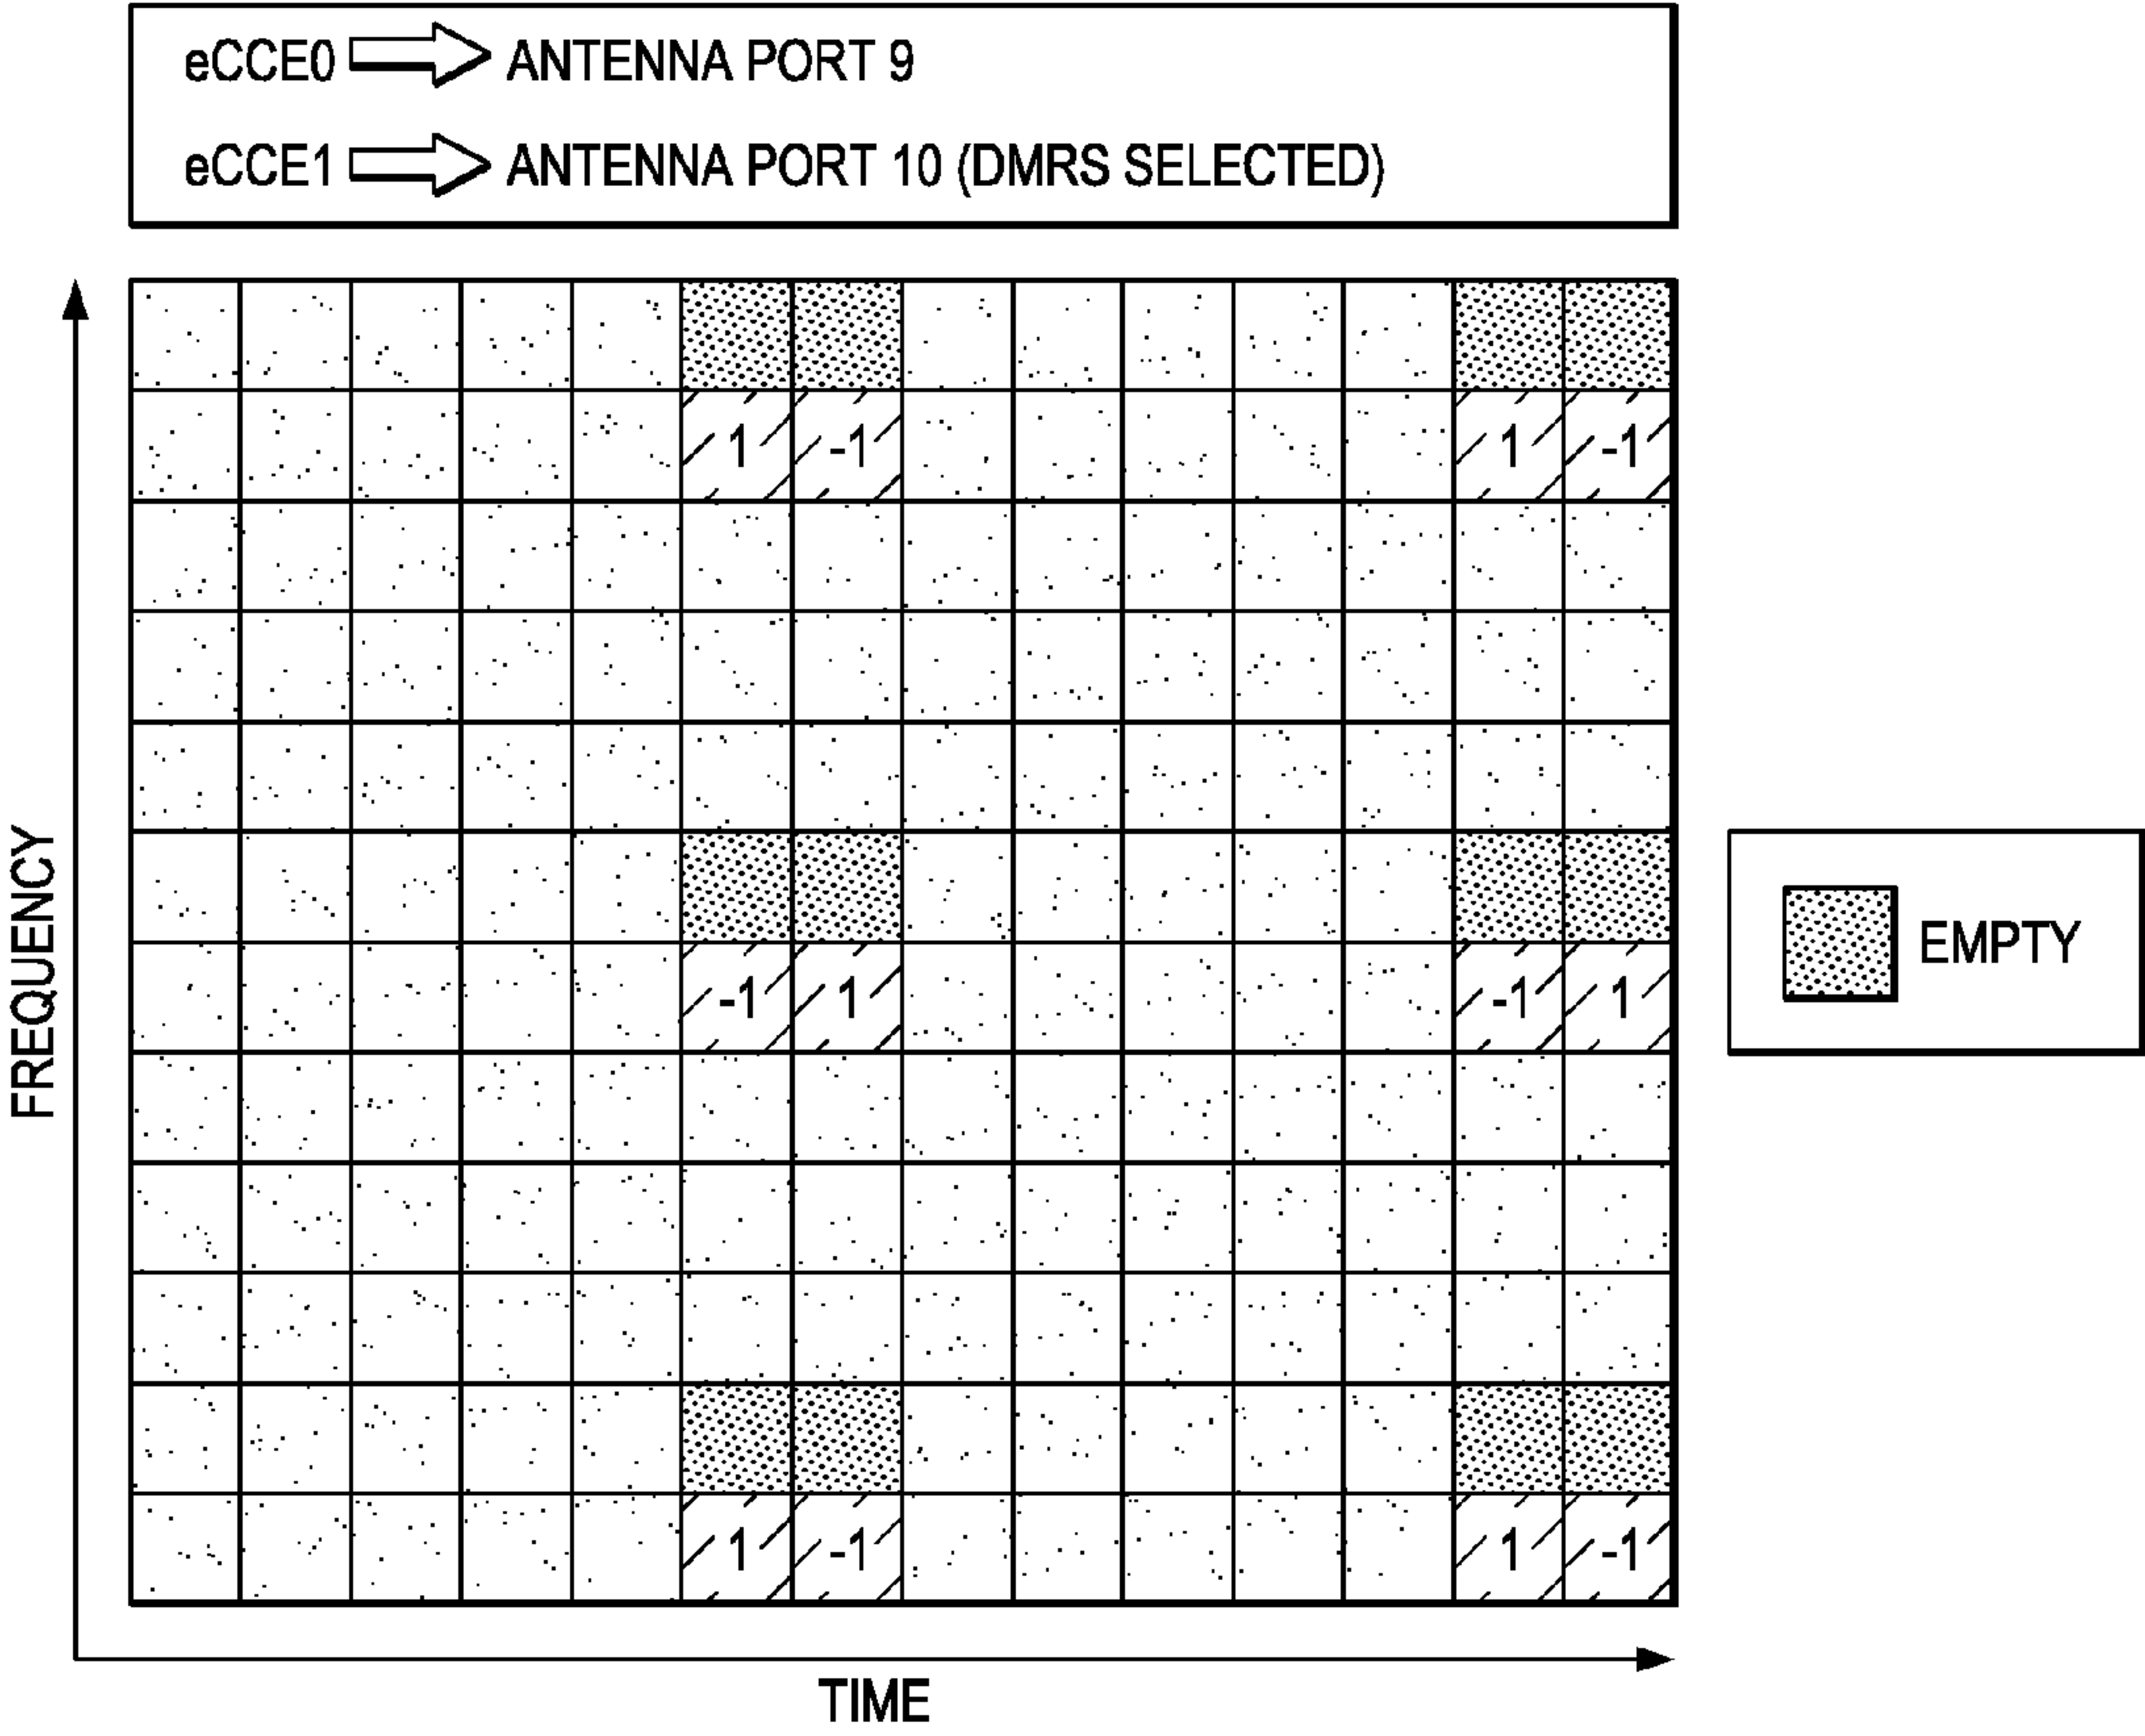 eCCE0 ANTENNA PORT 9
eCCE1 ANTENNA PORT 10 (DMRS SELECTED)
1 -1 1 -1
FREQUENCY
EMPTY
-1 1 -1 1
1 -1 1 -1
TIME